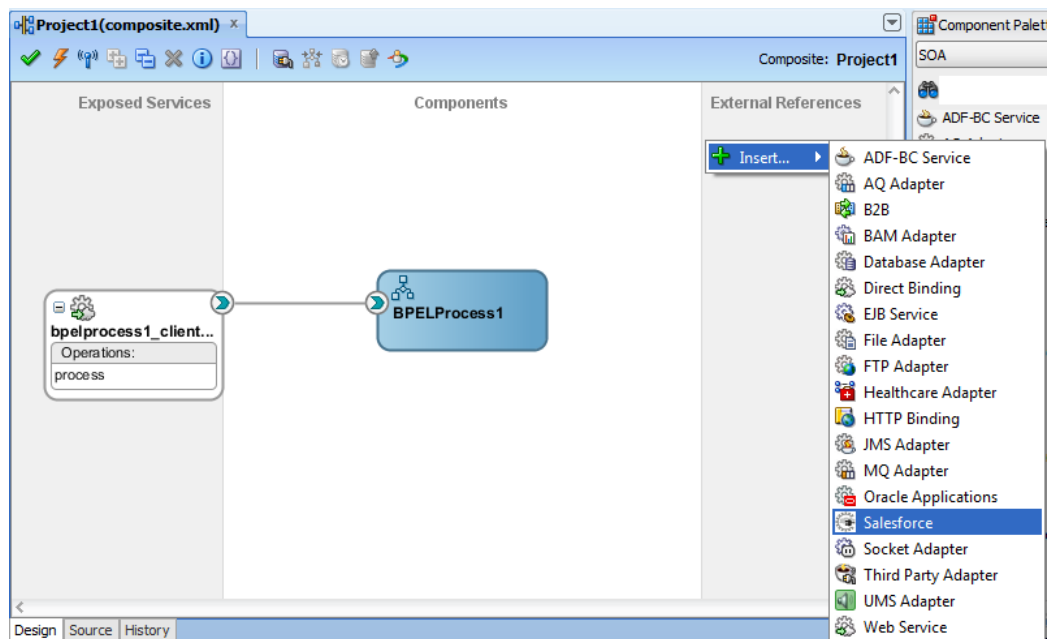 Project1(composite.xml)
Component Palet
Composite: Project1
SOA
Exposed Services
Components
External References
ADF-BC Service
Insert...
ADF-BC Service
AQ Adapter
B2B
BAM Adapter
Database Adapter
Direct Binding
EJB Service
File Adapter
FTP Adapter
Healthcare Adapter
HTTP Binding
JMS Adapter
MQ Adapter
Oracle Applications
Salesforce
Socket Adapter
Third Party Adapter
UMS Adapter
Web Service
bpelprocess1_client...
Operations:
process
BPELProcess1
Design Source History